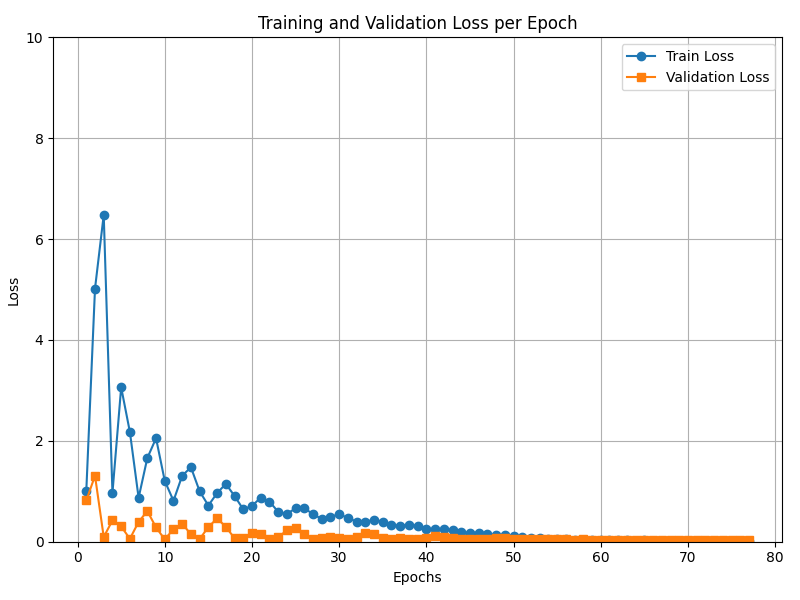 Training and Validation Loss per Epoch
Train Loss
Validation Loss
Loss
10
8
6
4
2
0
0 10 20 30 40 50 60 70 80
Epochs